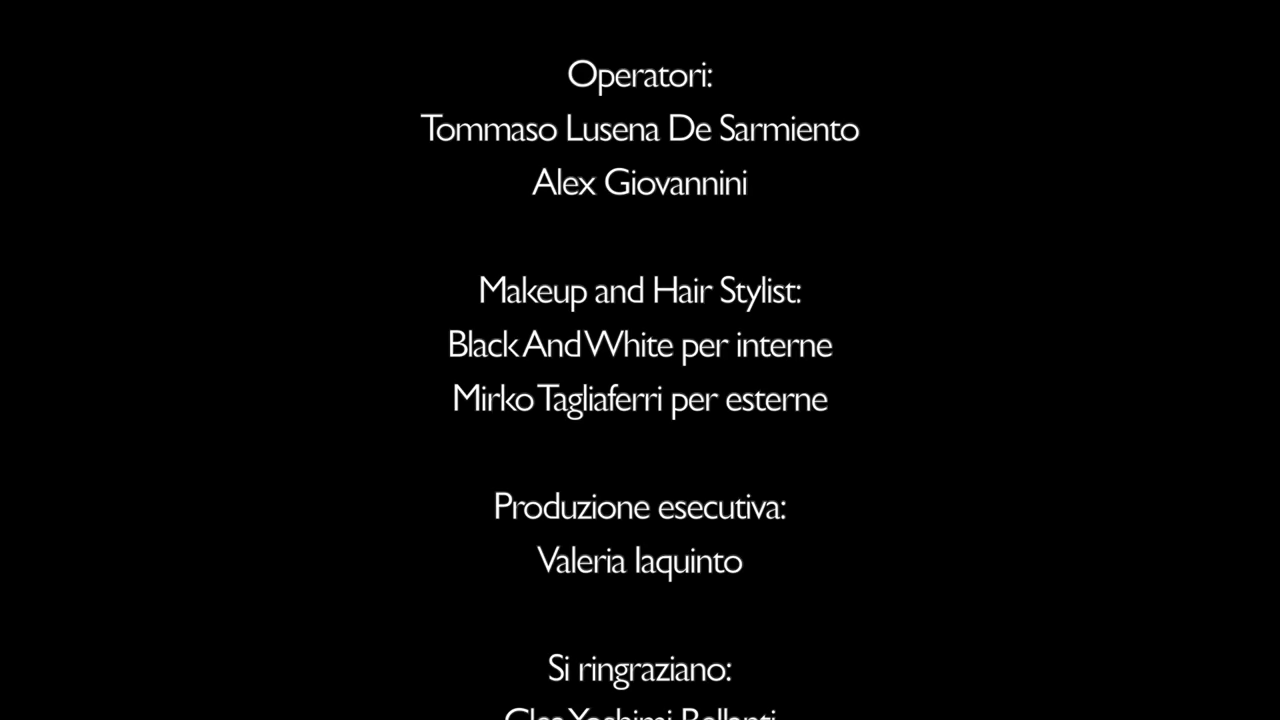 Operatori:
Tommaso Lusena De Sarmiento
Alex Giovannini
Makeup and Hair Stylist:
Black And White per interne
Mirko Tagliaferri per esterne
Produzione esecutiva:
Valeria Iaquinto
Si ringraziano: